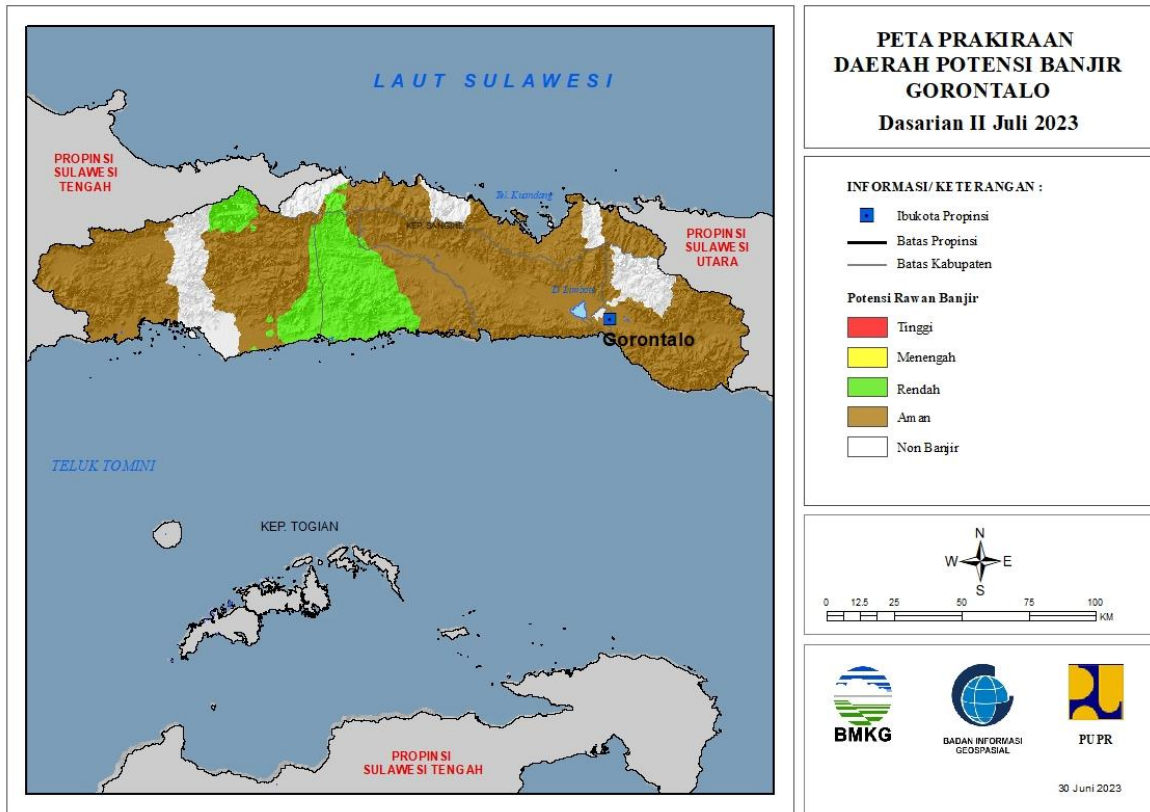 LAUT SULAWESI
PROPINSI
SULAWESI
TENGAH
Tel. Kuandang
KEP. SANGIHE
PROPINSI
SULAWESI
UTARA
D. Limboto
Gorontalo
TELUK TOMINI
KEP. TOGIAN
PROPINSI
SULAWESI TENGAH
PETA PRAKIRAAN
DAERAH POTENSI BANJIR
GORONTALO
Dasarian II Juli 2023
INFORMASI/ KETERANGAN :
Ibukota Propinsi
Batas Propinsi
Batas Kabupaten
Potensi Rawan Banjir
Tinggi
Menengah
Rendah
Aman
Non Banjir
N
W E
S
0 12.5 25 50 75 100
KM
BMKG
BADAN INFORMASI
GEOSPASIAL
PUPR
30 Juni 2023